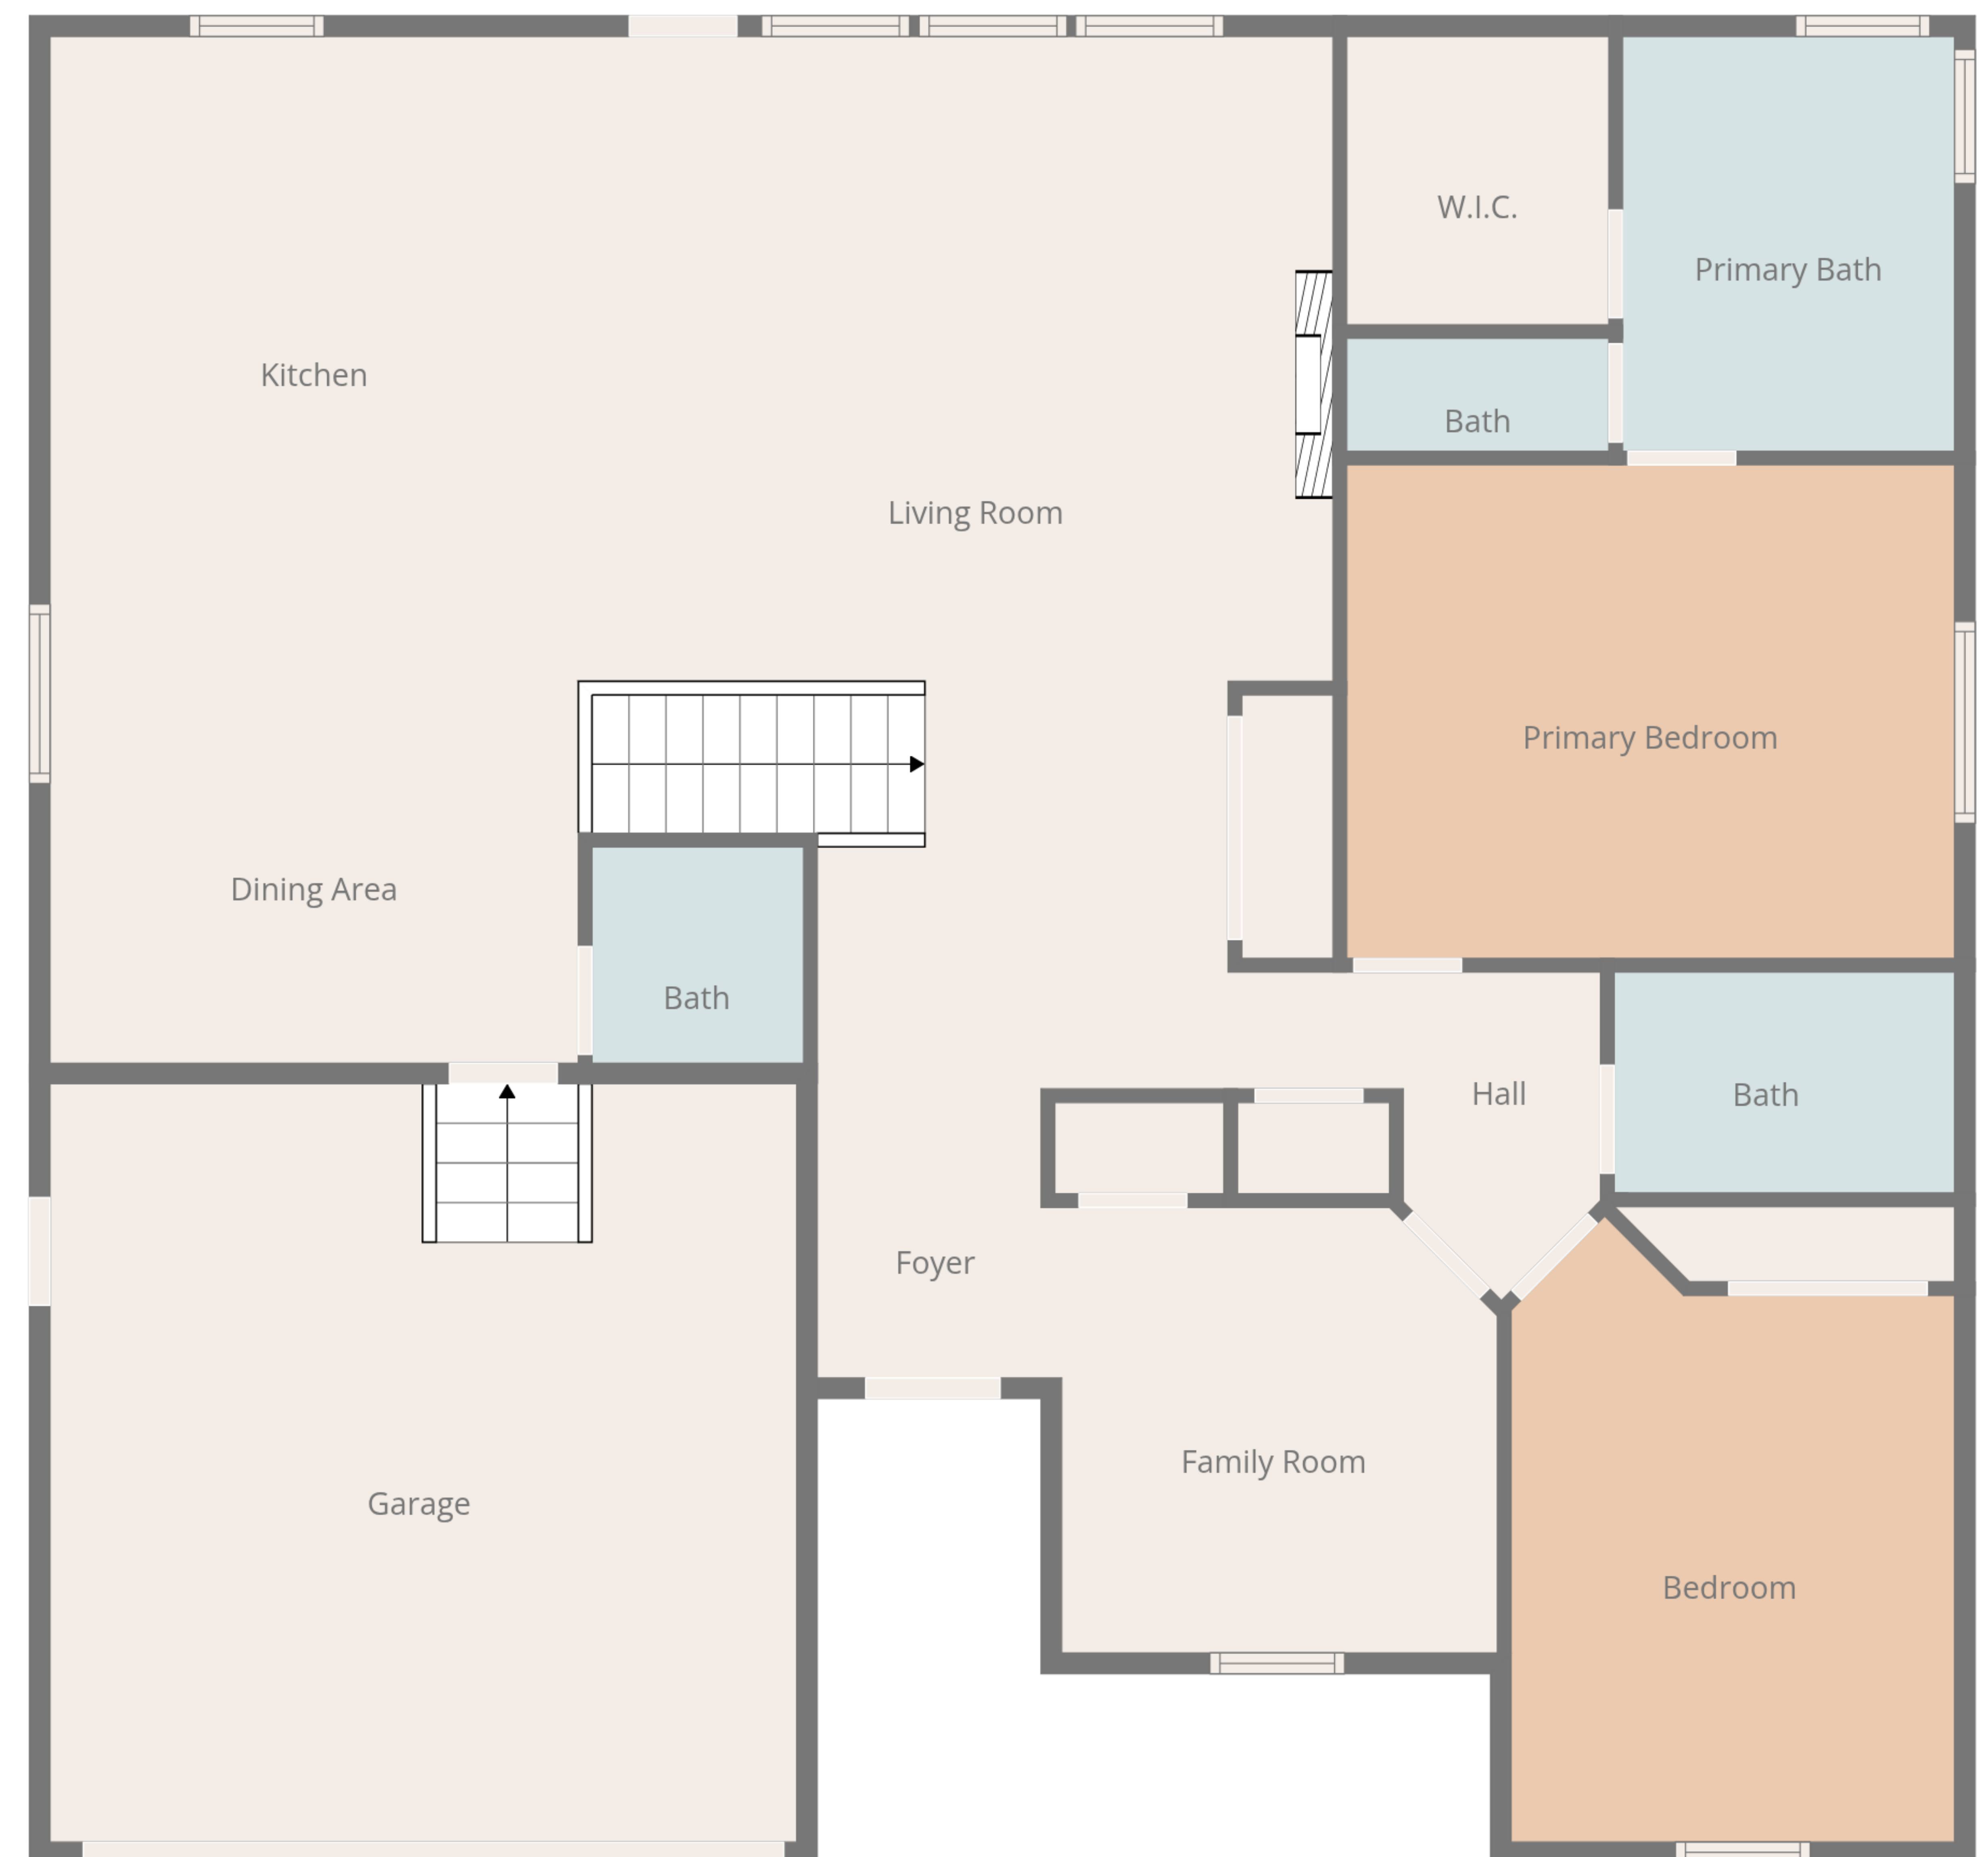 W.I.C.
Primary Bath
Kitchen
Bath
Living Room
Primary Bedroom
Dining Area
Bath
Hall
Bath
Foyer
Family Room
Garage
Bedroom